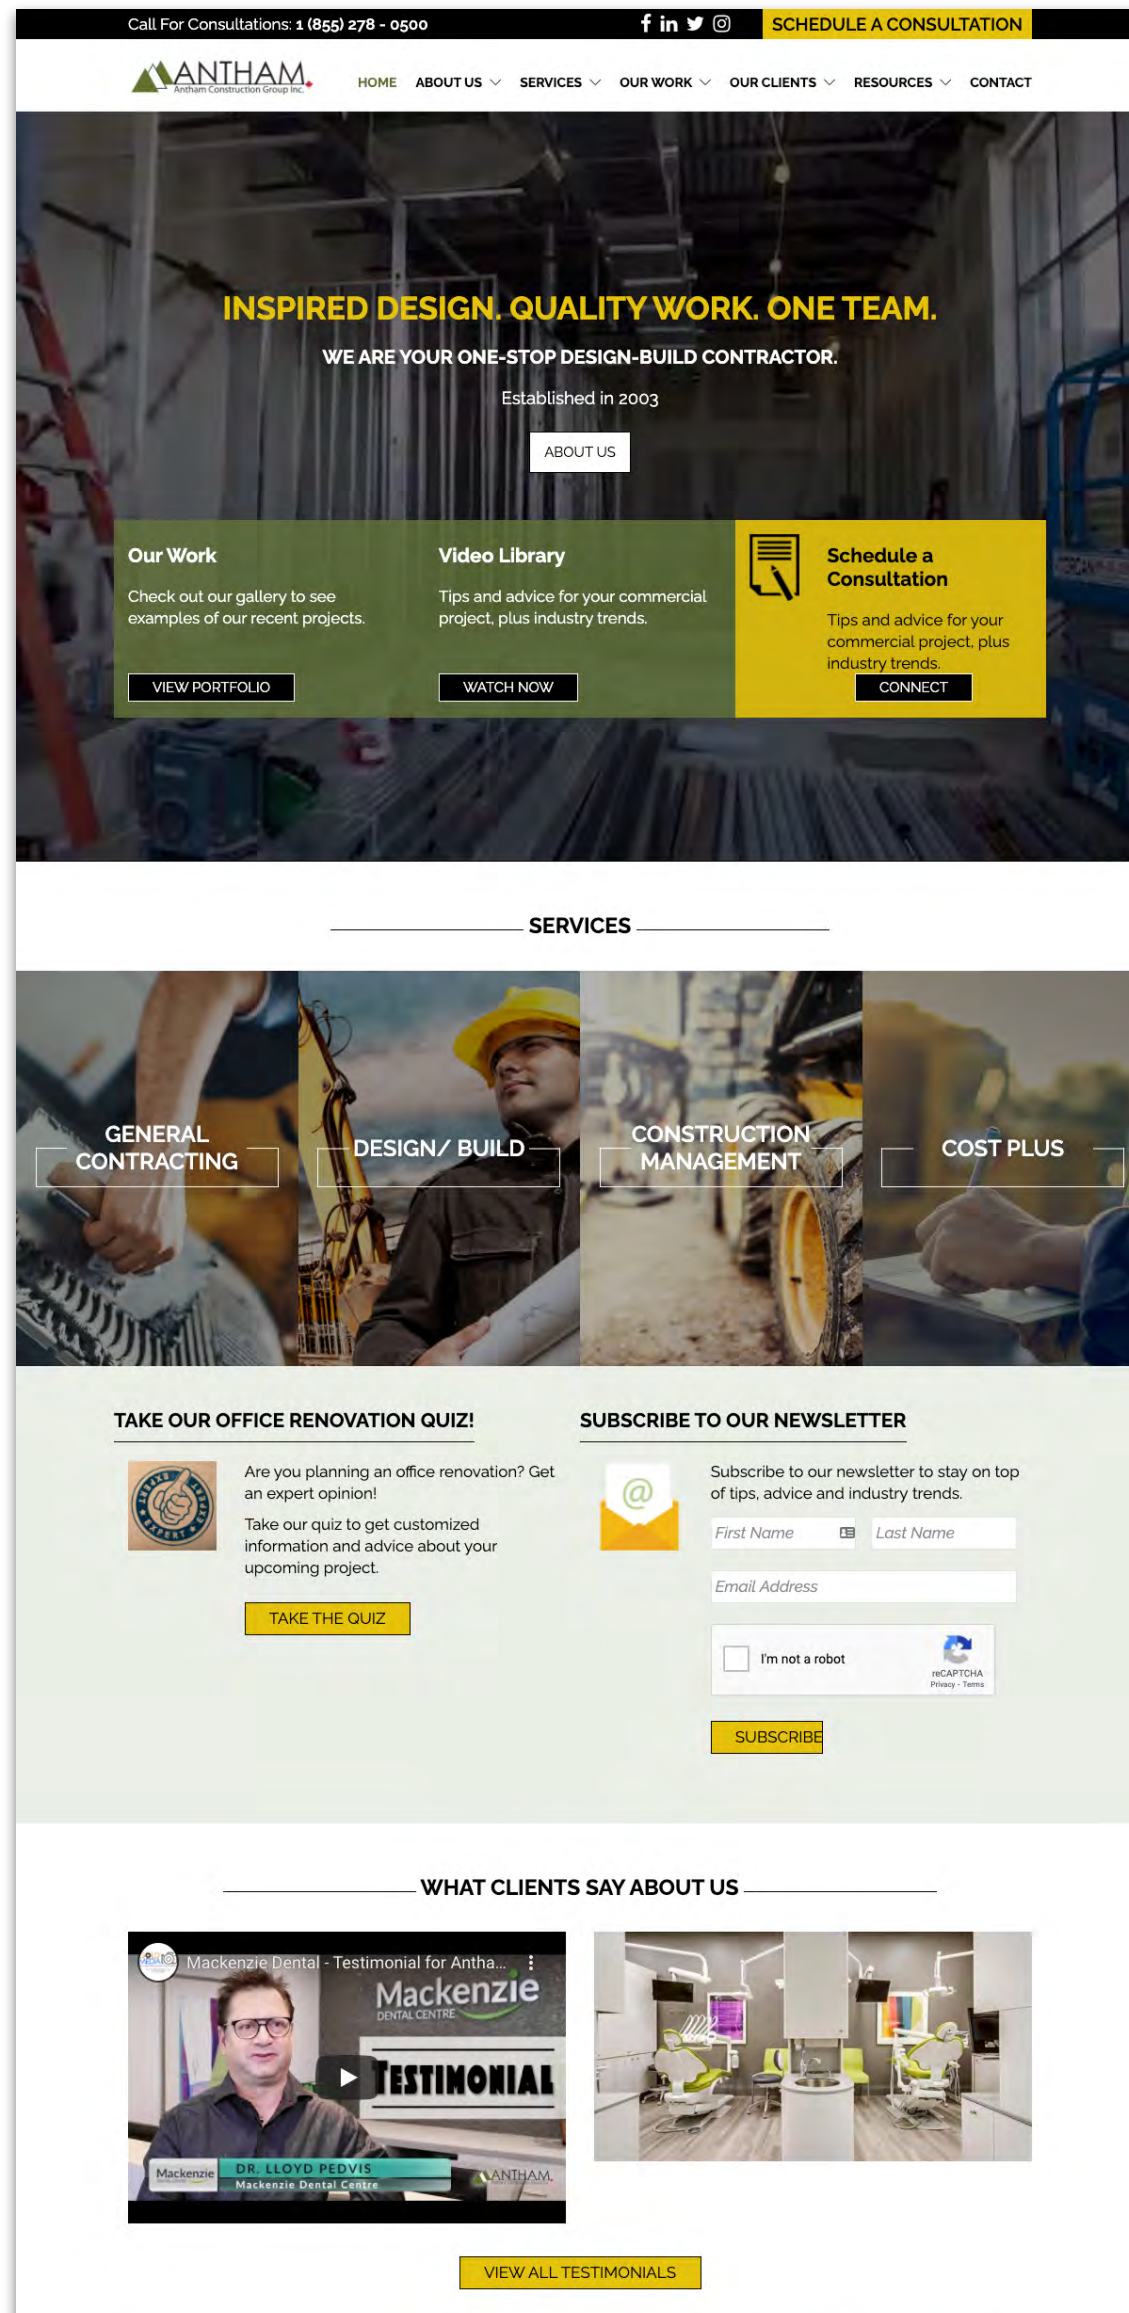 Call For Consultations: 1 (855) 278 - 0500
SCHEDULE A CONSULTATION
ANTHAM
Antham Construction Group Inc.
HOME ABOUT US SERVICES OUR WORK OUR CLIENTS RESOURCES CONTACT
INSPIRED DESIGN. QUALITY WORK. ONE TEAM.
WE ARE YOUR ONE-STOP DESIGN-BUILD CONTRACTOR.
Established in 2003
ABOUT US
Our Work
Check out our gallery to see
examples of our recent projects.
VIEW PORTFOLIO
Video Library
Tips and advice for your commercial
project, plus industry trends.
WATCH NOW
Schedule a
Consultation
Tips and advice for your
commercial project, plus
industry trends.
CONNECT
SERVICES
GENERAL
CONTRACTING
DESIGN/ BUILD
CONSTRUCTION
MANAGEMENT
COST PLUS
TAKE OUR OFFICE RENOVATION QUIZ!
EXPERT EXPERT EXPERT
Are you planning an office renovation? Get
an expert opinion!
Take our quiz to get customized
information and advice about your
upcoming project.
TAKE THE QUIZ
SUBSCRIBE TO OUR NEWSLETTER
@
Subscribe to our newsletter to stay on top
of tips, advice and industry trends.
First Name
Last Name
Email Address
I'm not a robot
reCAPTCHA
Privacy - Terms
SUBSCRIBE
WHAT CLIENTS SAY ABOUT US
MEDIA
Mackenzie Dental - Testimonial for Antha...
Mackenzie
DENTAL CENTRE
TESTIMONIAL
Mackenzie
DR. LLOYD PEDVIS
Mackenzie Dental Centre
ANTHAM
VIEW ALL TESTIMONIALS